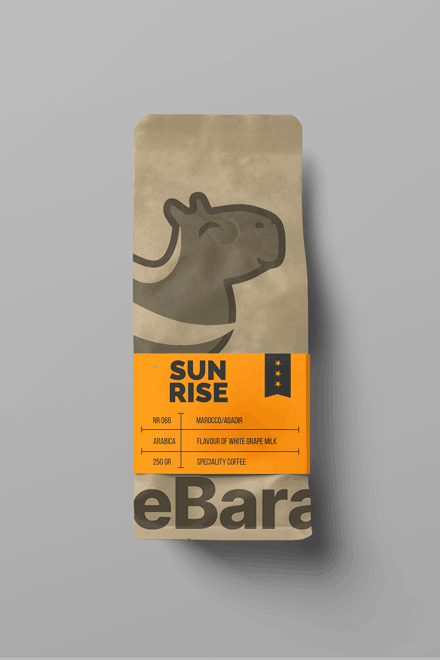 SUN
RISE
NR 066 MAROCCO/AGADIR
ARABICA FLAVOUR OF WHITE GRAPE MILK
250 GR SPECIALITY COFFEE
eBara